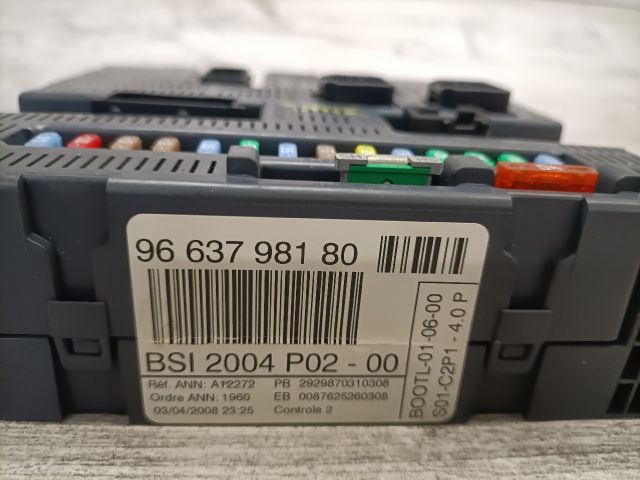 96 637 981 80
BSI 2004 P02 - 00
Réf. ANN: A12272 PB 2929870310308
Ordre ANN: 1960 EB 0087625260308
03/04/2008 23:25 Controle 2
BOOTL-01-06-00
S01-C2P1 - 4.0 P